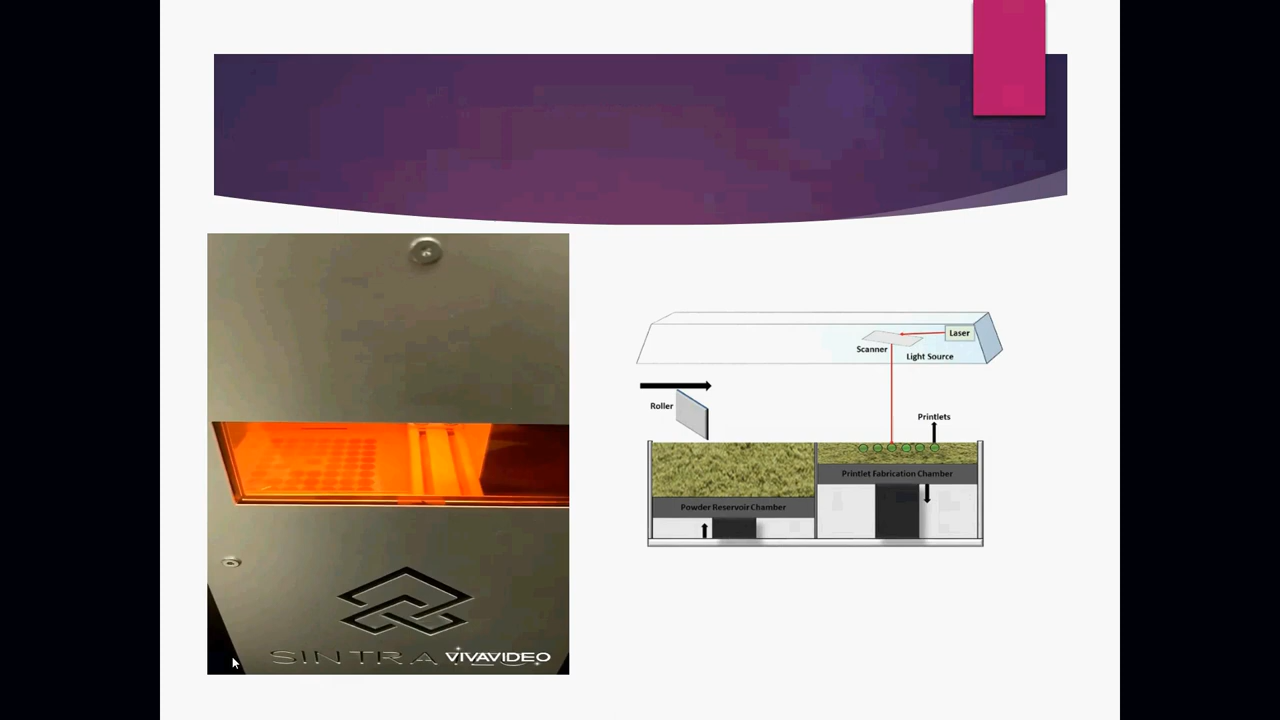 Laser
Scanner
Light Source
Roller
Printlets
Printlet Fabrication Chamber
Powder Reservoir Chamber
SINTRA
VIVAVIDEO